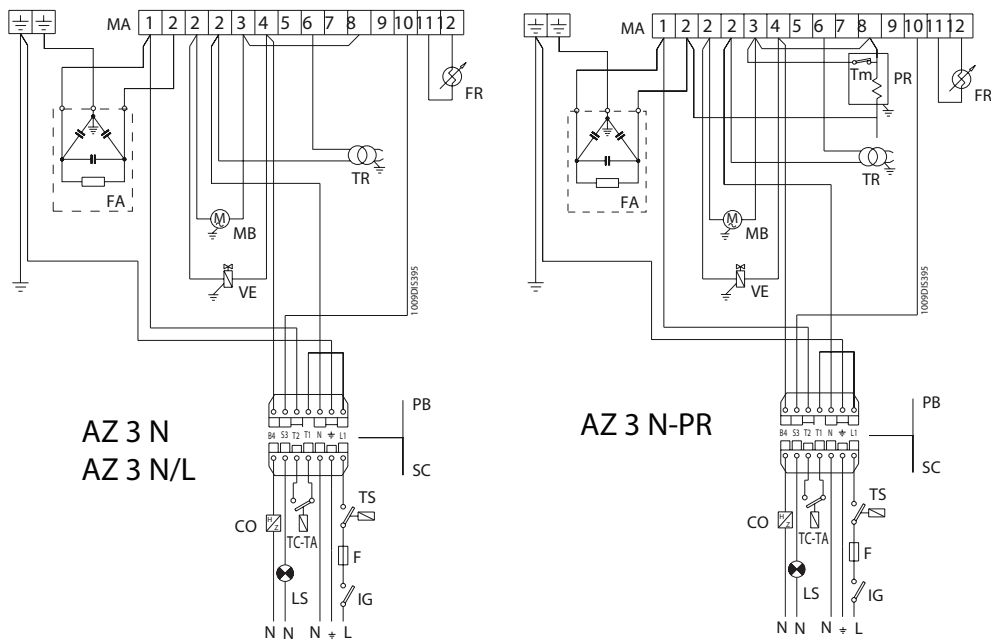 MA 1 2 2 2 3 4 5 6 7 8 9 10 11 12
FR
TR
FA
MB
VE
1009DIS395
AZ 3 N
AZ 3 N/L
B4 S3 T2 T1 N L1
PB
SC
CO
TC-TA
TS
F
LS
IG
N N N L
MA 1 2 2 2 3 4 5 6 7 8 9 10 11 12
Tm
PR
FR
TR
FA
MB
VE
1009DIS395
AZ 3 N-PR
B4 S3 T2 T1 N L1
PB
SC
CO
H
Z
TC-TA
TS
F
LS
IG
N N N L